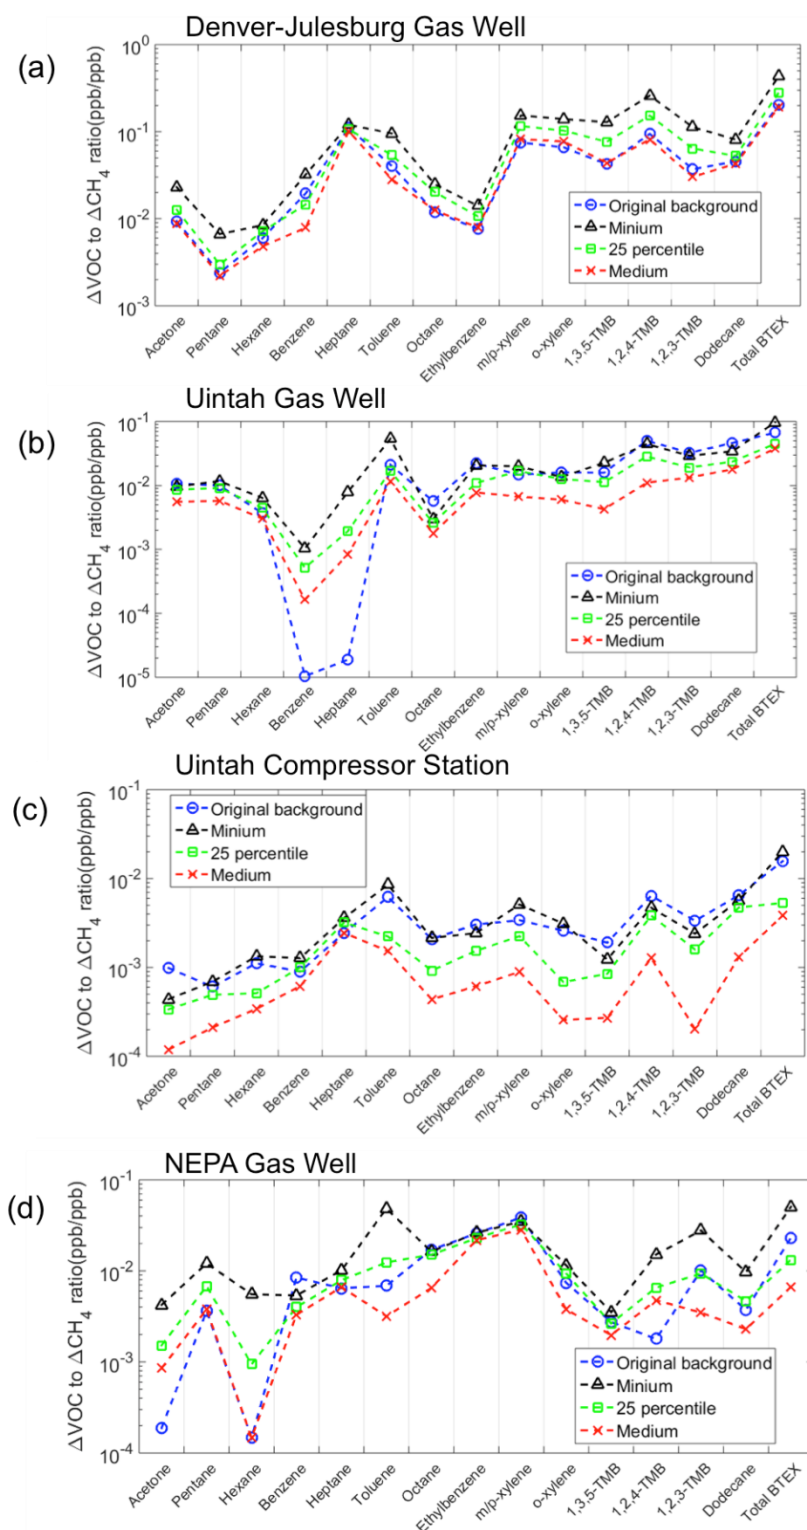 Denver-Julesburg Gas Well
(a)
ΔVOC to ΔCH4 ratio(ppb/ppb)
10^0
10^-1
10^-2
10^-3
Original background
Minium
25 percentile
Medium
Acetone
Pentane
Hexane
Benzene
Heptane
Toluene
Octane
Ethylbenzene
m/p-xylene
o-xylene
1,3,5-TMB
1,2,4-TMB
1,2,3-TMB
Dodecane
Total BTEX
Uintah Gas Well
(b)
ΔVOC to ΔCH4 ratio(ppb/ppb)
10^-1
10^-2
10^-3
10^-4
10^-5
Original background
Minium
25 percentile
Medium
Acetone
Pentane
Hexane
Benzene
Heptane
Toluene
Octane
Ethylbenzene
m/p-xylene
o-xylene
1,3,5-TMB
1,2,4-TMB
1,2,3-TMB
Dodecane
Total BTEX
Uintah Compressor Station
(c)
ΔVOC to ΔCH4 ratio(ppb/ppb)
10^-1
10^-2
10^-3
10^-4
Original background
Minium
25 percentile
Medium
Acetone
Pentane
Hexane
Benzene
Heptane
Toluene
Octane
Ethylbenzene
m/p-xylene
o-xylene
1,3,5-TMB
1,2,4-TMB
1,2,3-TMB
Dodecane
Total BTEX
NEPA Gas Well
(d)
ΔVOC to ΔCH4 ratio(ppb/ppb)
10^-1
10^-2
10^-3
10^-4
Original background
Minium
25 percentile
Medium
Acetone
Pentane
Hexane
Benzene
Heptane
Toluene
Octane
Ethylbenzene
m/p-xylene
o-xylene
1,3,5-TMB
1,2,4-TMB
1,2,3-TMB
Dodecane
Total BTEX